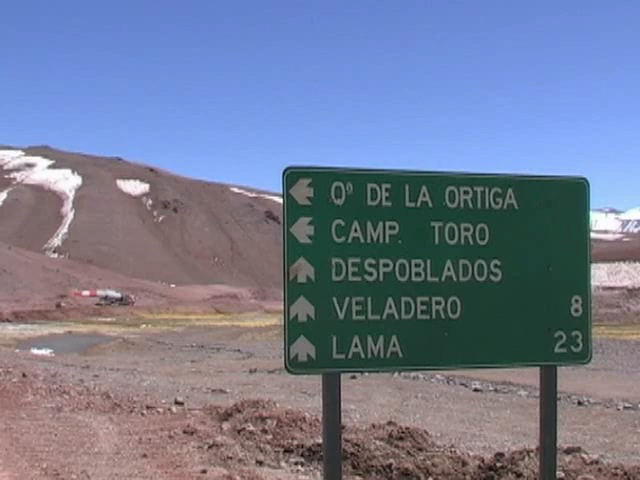 Qº DE LA ORTIGA
CAMP. TORO
DESPOBLADOS
VELADERO 8
LAMA 23